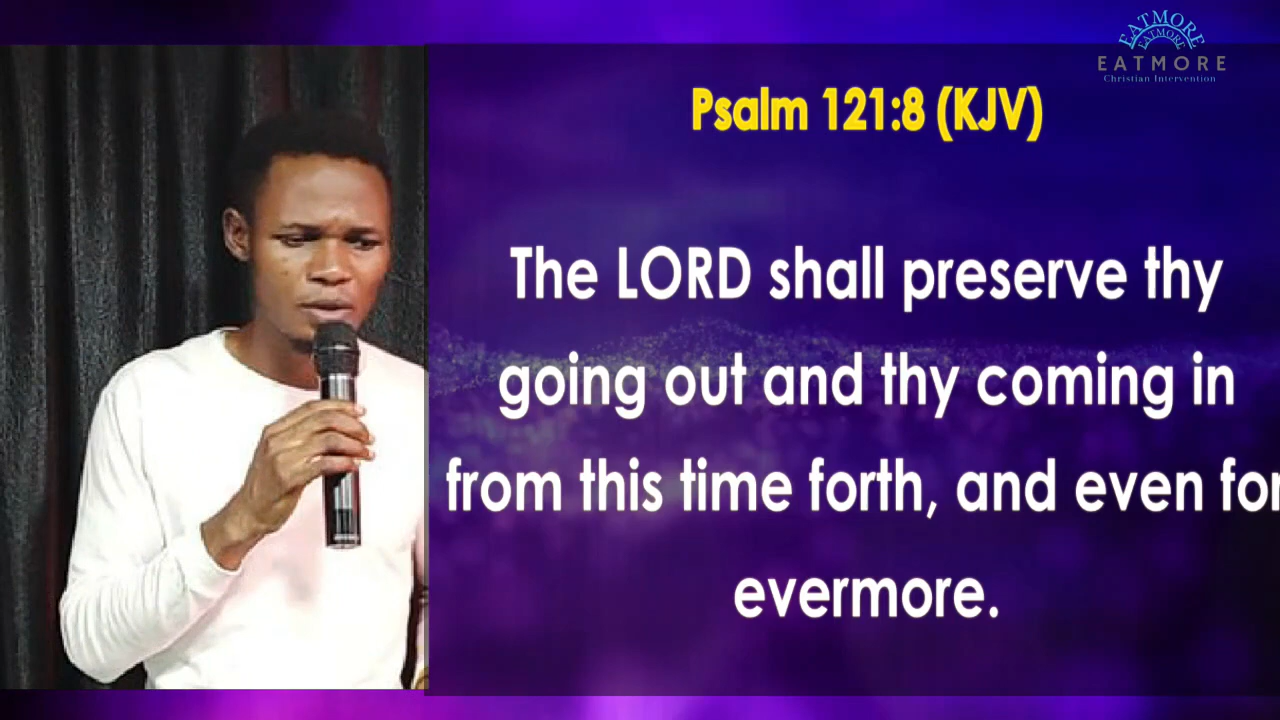 EATMORE
EATMORE
EATMORE
Christian Intervention
Psalm 121:8 (KJV)
The LORD shall preserve thy
going out and thy coming in
from this time forth, and even for
evermore.